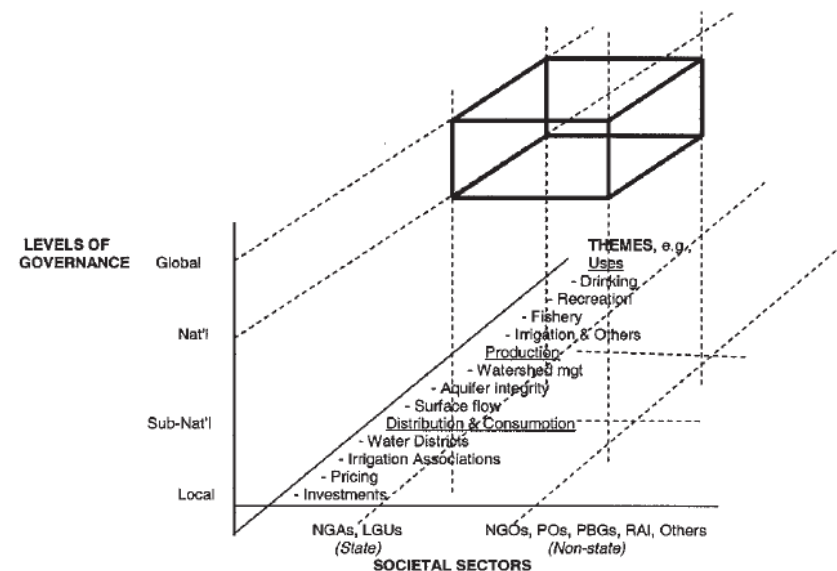 LEVELS OF
GOVERNANCE
Global
Nat'l
Sub-Nat'l
Local
THEMES, e.g.,
Uses
- Drinking
- Recreation
- Fishery
- Irrigation & Others
Production
- Watershed mgt
- Aquifer integrity
- Surface flow
Distribution & Consumption
- Water Districts
- Irrigation Associations
- Pricing
- Investments
NGAs, LGUs
(State)
NGOs, POs, PBGs, RAI, Others
(Non-state)
SOCIETAL SECTORS